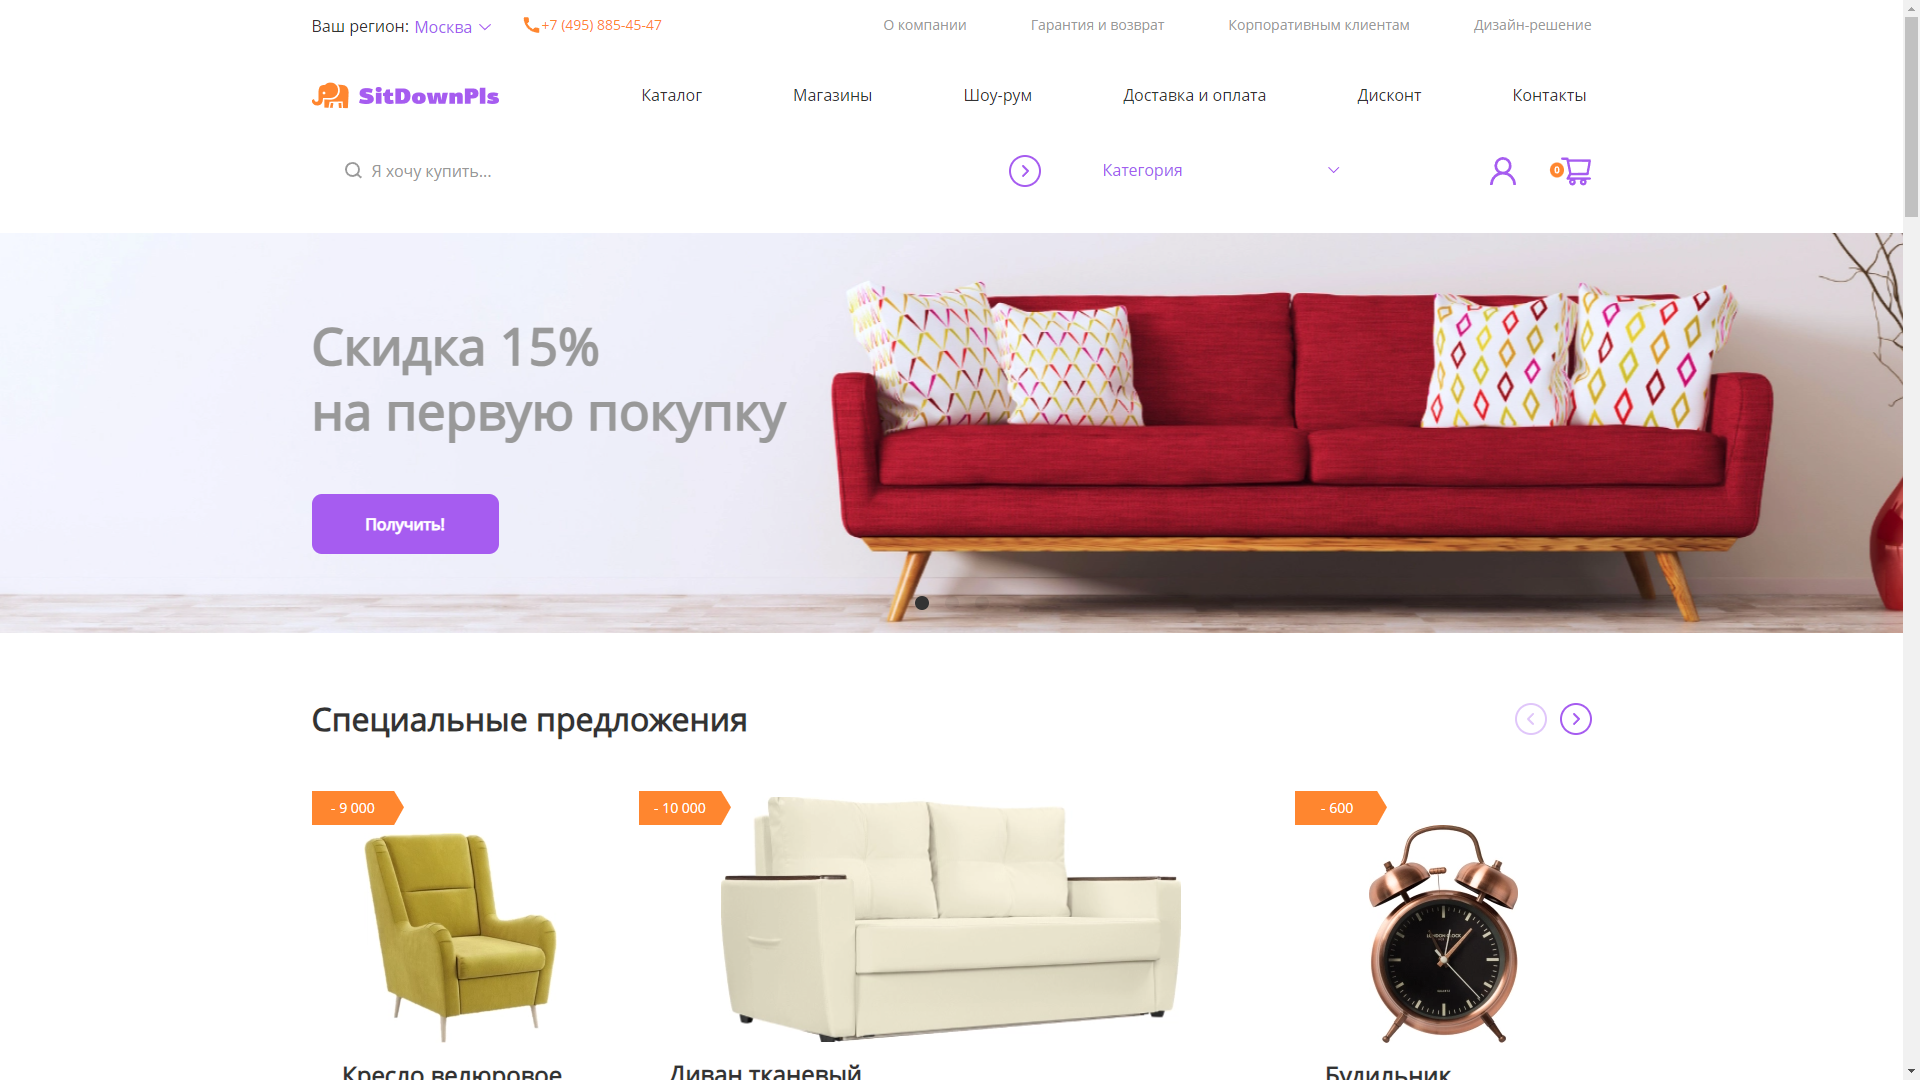 Ваш регион: Москва
+7 (495) 885-45-47
О компании
Гарантия и возврат
Корпоративным клиентам
Дизайн-решение
SitDownPls
Каталог
Магазины
Шоу-рум
Доставка и оплата
Дисконт
Контакты
Я хочу купить...
Категория
0
Скидка 15%
на первую покупку
Получить!
Специальные предложения
- 9 000
- 10 000
- 600
Кресло велюровое
Диван тканевый
Будильник